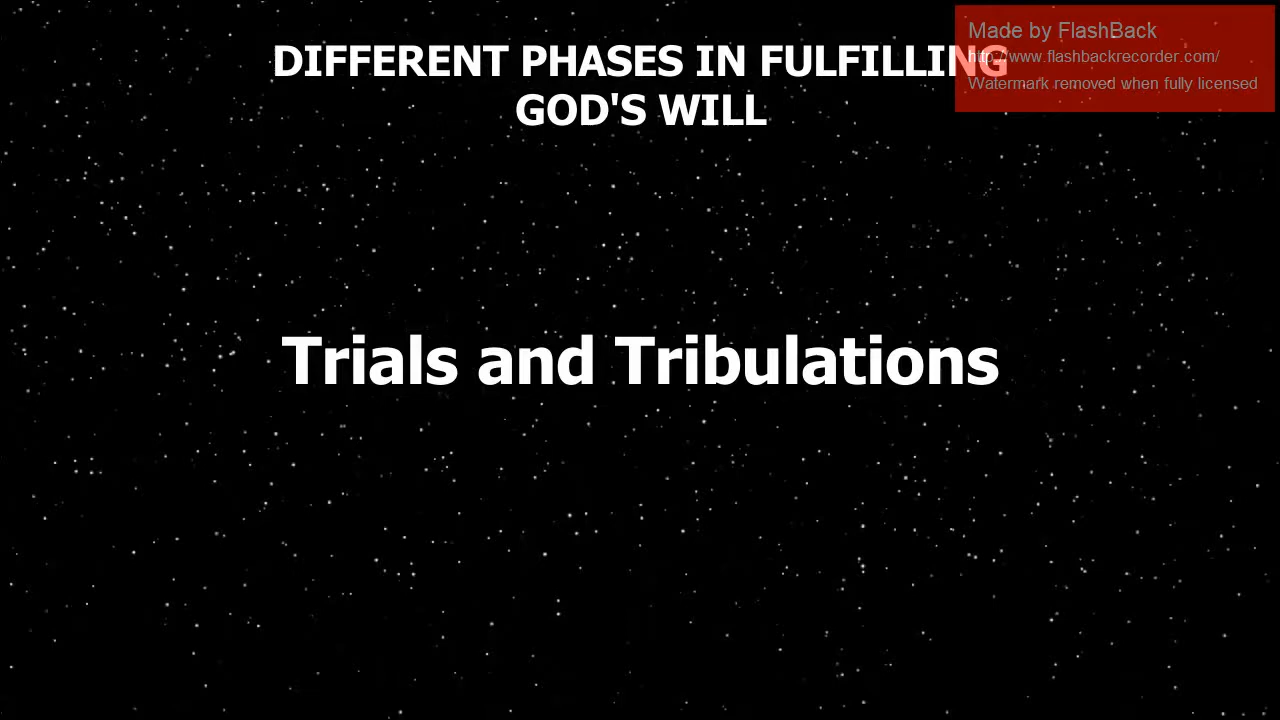 DIFFERENT PHASES IN FULFILLING
GOD'S WILL
Made by FlashBack
http://www.flashbackrecorder.com/
Watermark removed when fully licensed
Trials and Tribulations